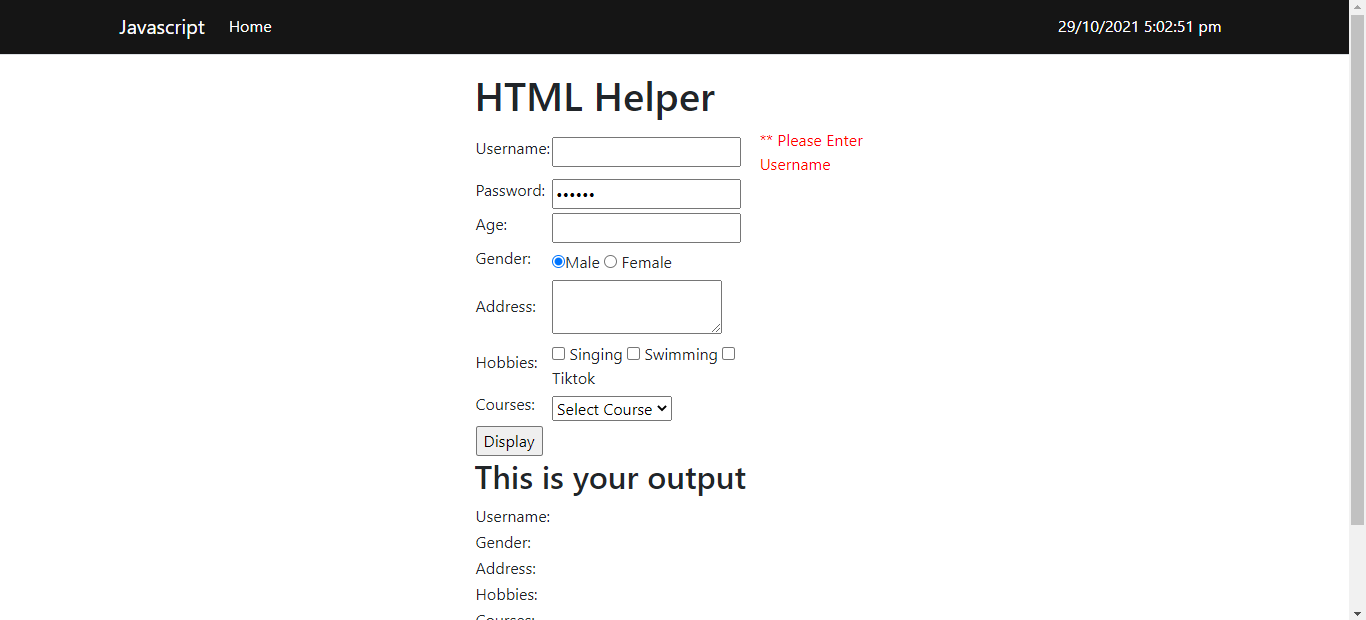 Javascript Home 29/10/2021 5:02:51 pm
HTML Helper
Username: ** Please Enter
Username
Password: ••••••
Age:
Gender: Male Female
Address:
Hobbies: Singing Swimming
Tiktok
Courses: Select Course
Display
This is your output
Username:
Gender:
Address:
Hobbies:
Courses: